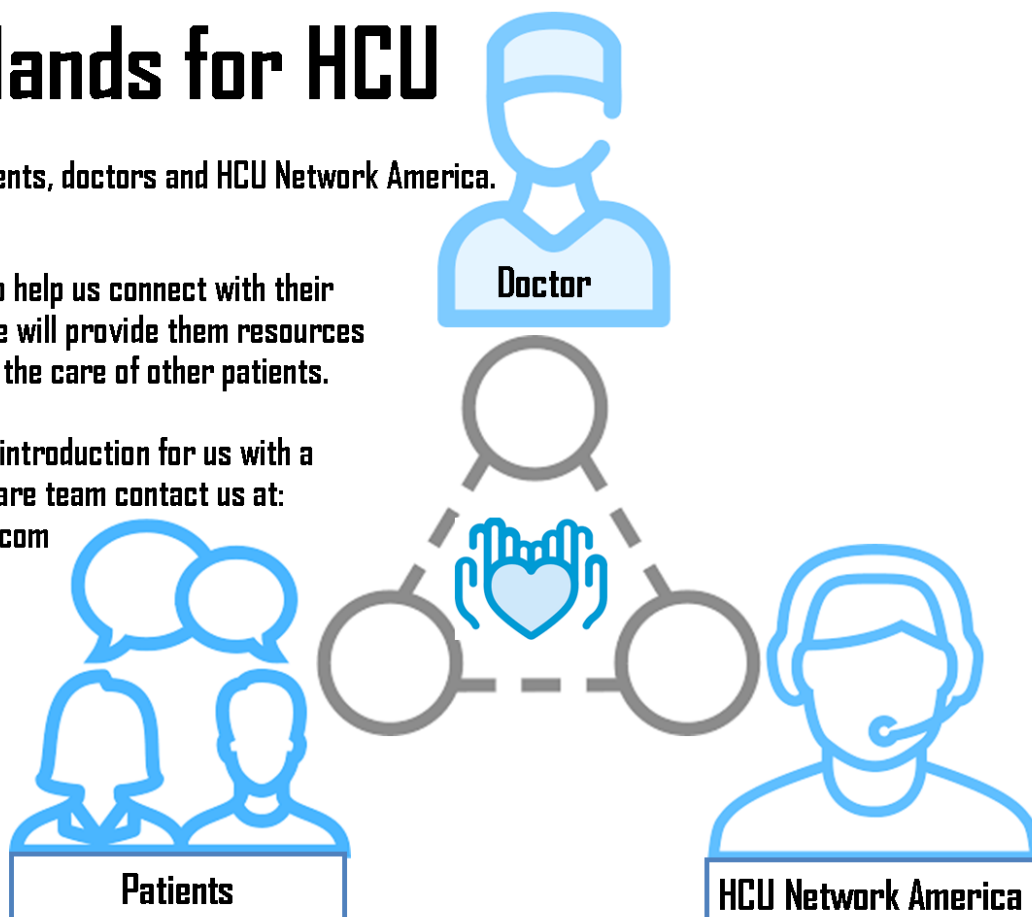 Hands for HCU
ents, doctors and HCU Network America.
Doctor
o help us connect with their
e will provide them resources
the care of other patients.
introduction for us with a
are team contact us at:
com
Patients
HCU Network America